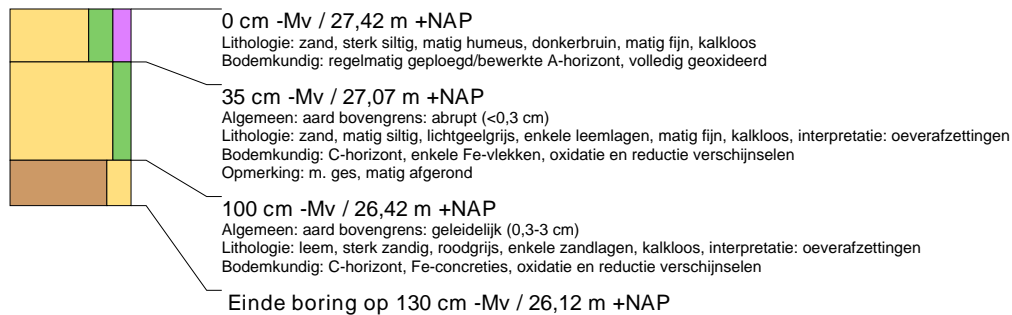 0 cm -Mv / 27,42 m +NAP
Lithologie: zand, sterk siltig, matig humeus, donkerbruin, matig fijn, kalkloos
Bodemkundig: regelmatig geploegd/bewerkte A-horizont, volledig geoxideerd
35 cm -Mv / 27,07 m +NAP
Algemeen: aard bovengrens: abrupt (<0,3 cm)
Lithologie: zand, matig siltig, lichtgeelgrijs, enkele leemlagen, matig fijn, kalkloos, interpretatie: oeverafzettingen
Bodemkundig: C-horizont, enkele Fe-vlekken, oxidatie en reductie verschijnselen
Opmerking: m. ges, matig afgerond
100 cm -Mv / 26,42 m +NAP
Algemeen: aard bovengrens: geleidelijk (0,3-3 cm)
Lithologie: leem, sterk zandig, roodgrijs, enkele zandlagen, kalkloos, interpretatie: oeverafzettingen
Bodemkundig: C-horizont, Fe-concreties, oxidatie en reductie verschijnselen
Einde boring op 130 cm -Mv / 26,12 m +NAP